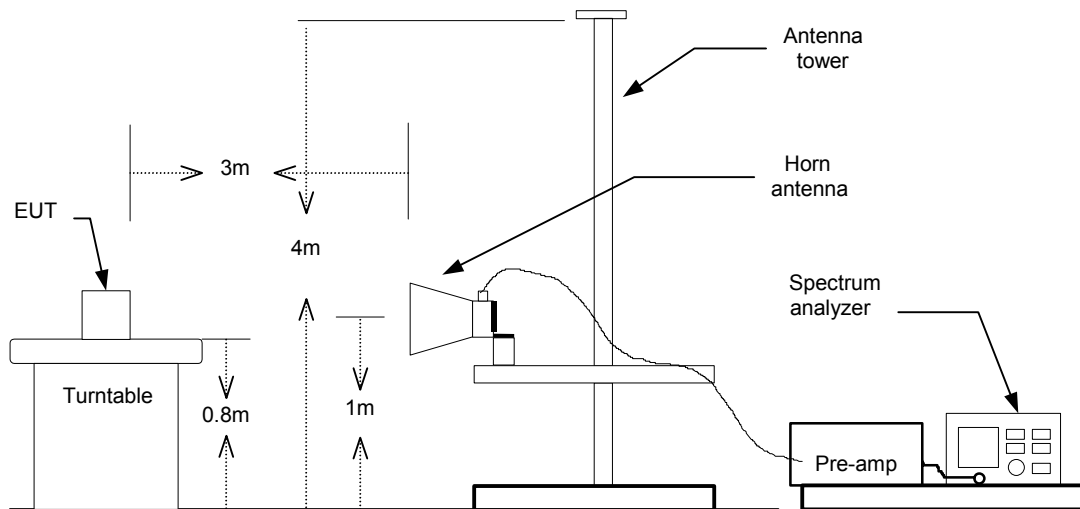 Antenna
tower
3m
Horn
antenna
EUT
4m
Spectrum
analyzer
Turntable
0.8m
1m
Pre-amp